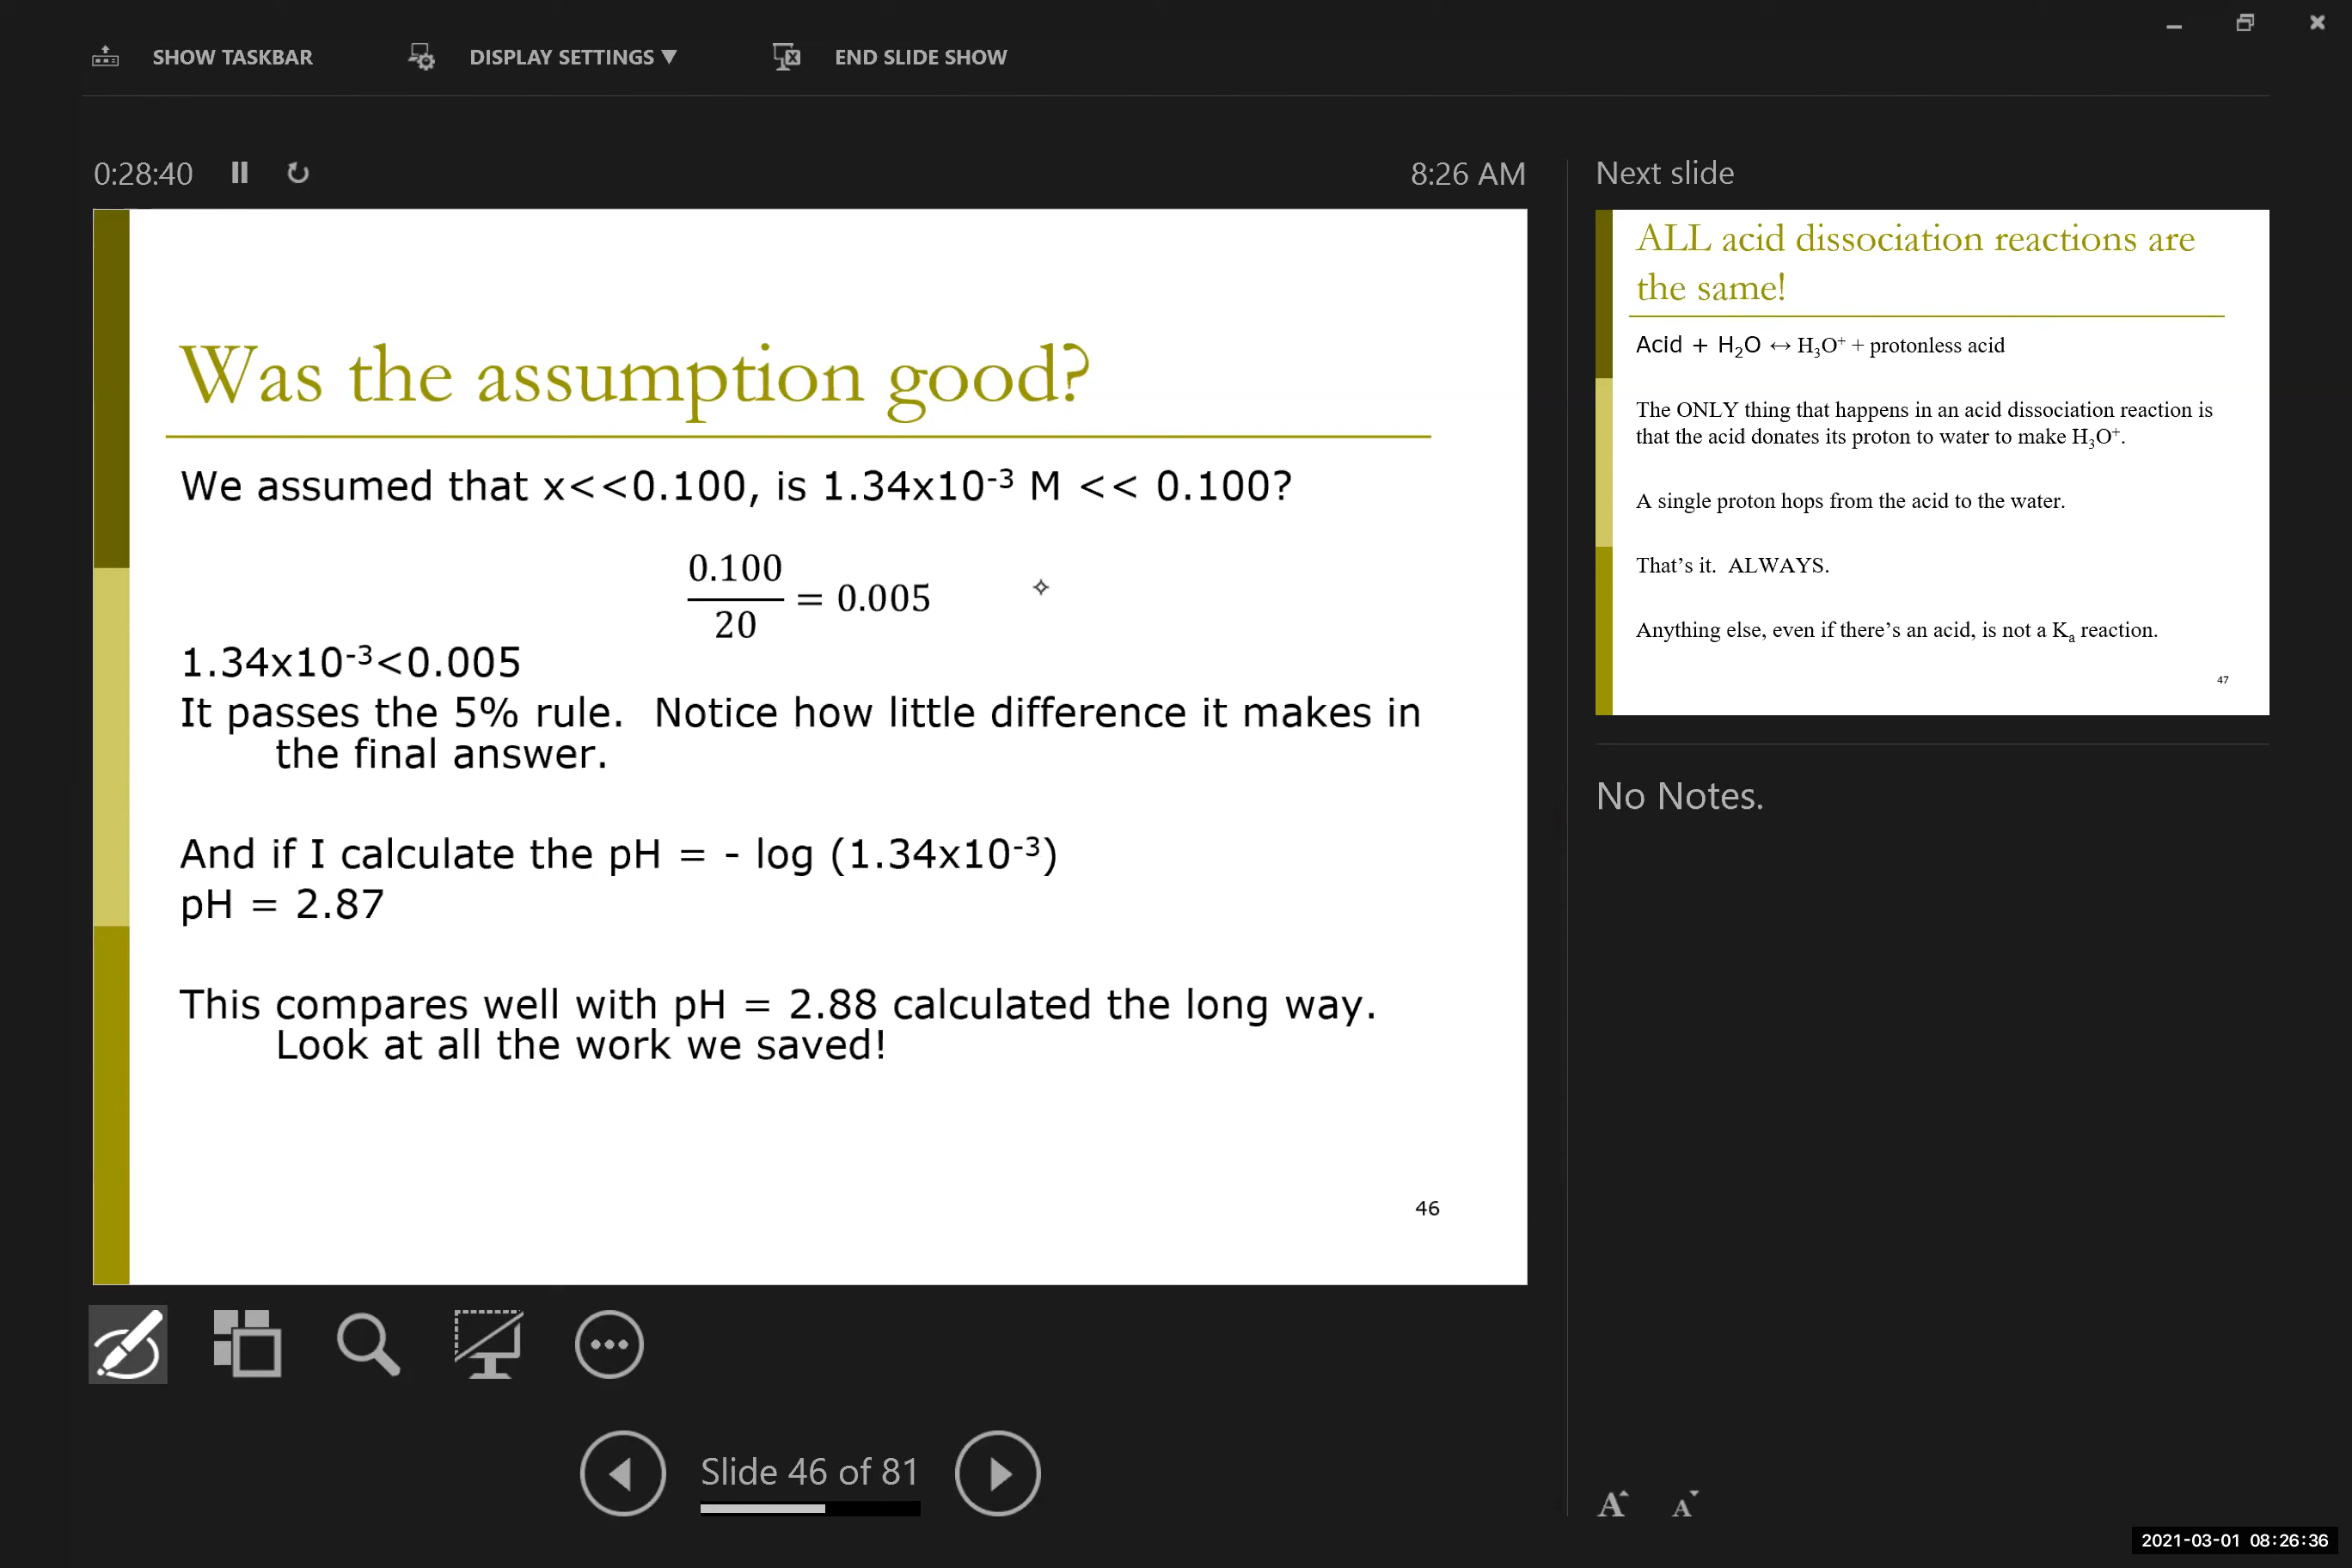 SHOW TASKBAR DISPLAY SETTINGS ▼ END SLIDE SHOW
0:28:40 8:26 AM
Was the assumption good?
We assumed that x<<0.100, is 1.34x10⁻³ M << 0.100?
0.100
20
= 0.005
1.34x10⁻³<0.005
It passes the 5% rule. Notice how little difference it makes in
the final answer.
And if I calculate the pH = - log (1.34x10⁻³)
pH = 2.87
This compares well with pH = 2.88 calculated the long way.
Look at all the work we saved!
46
Slide 46 of 81
Next slide
ALL acid dissociation reactions are
the same!
Acid + H₂O ↔ H₃O⁺ + protonless acid
The ONLY thing that happens in an acid dissociation reaction is
that the acid donates its proton to water to make H₃O⁺.
A single proton hops from the acid to the water.
That’s it. ALWAYS.
Anything else, even if there’s an acid, is not a Kₐ reaction.
47
No Notes.
A A
2021-03-01 08:26:36